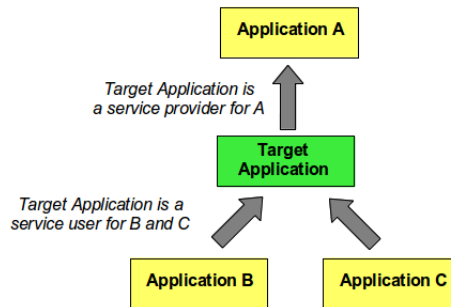 Application A
Target Application is
a service provider for A
Target
Application
Target Application is a
service user for B and C
Application B
Application C